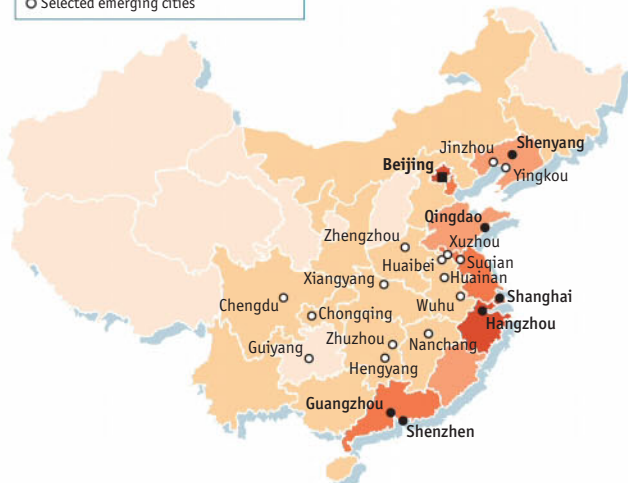 Selected emerging cities
Jinzhou
Shenyang
Beijing
Yingkou
Qingdao
Zhengzhou
Xuzhou
Huaibei
Suqian
Xiangyang
Huainan
Chengdu
Wuhu
Shanghai
Chongqing
Hangzhou
Guiyang
Zhuzhou
Nanchang
Hengyang
Guangzhou
Shenzhen